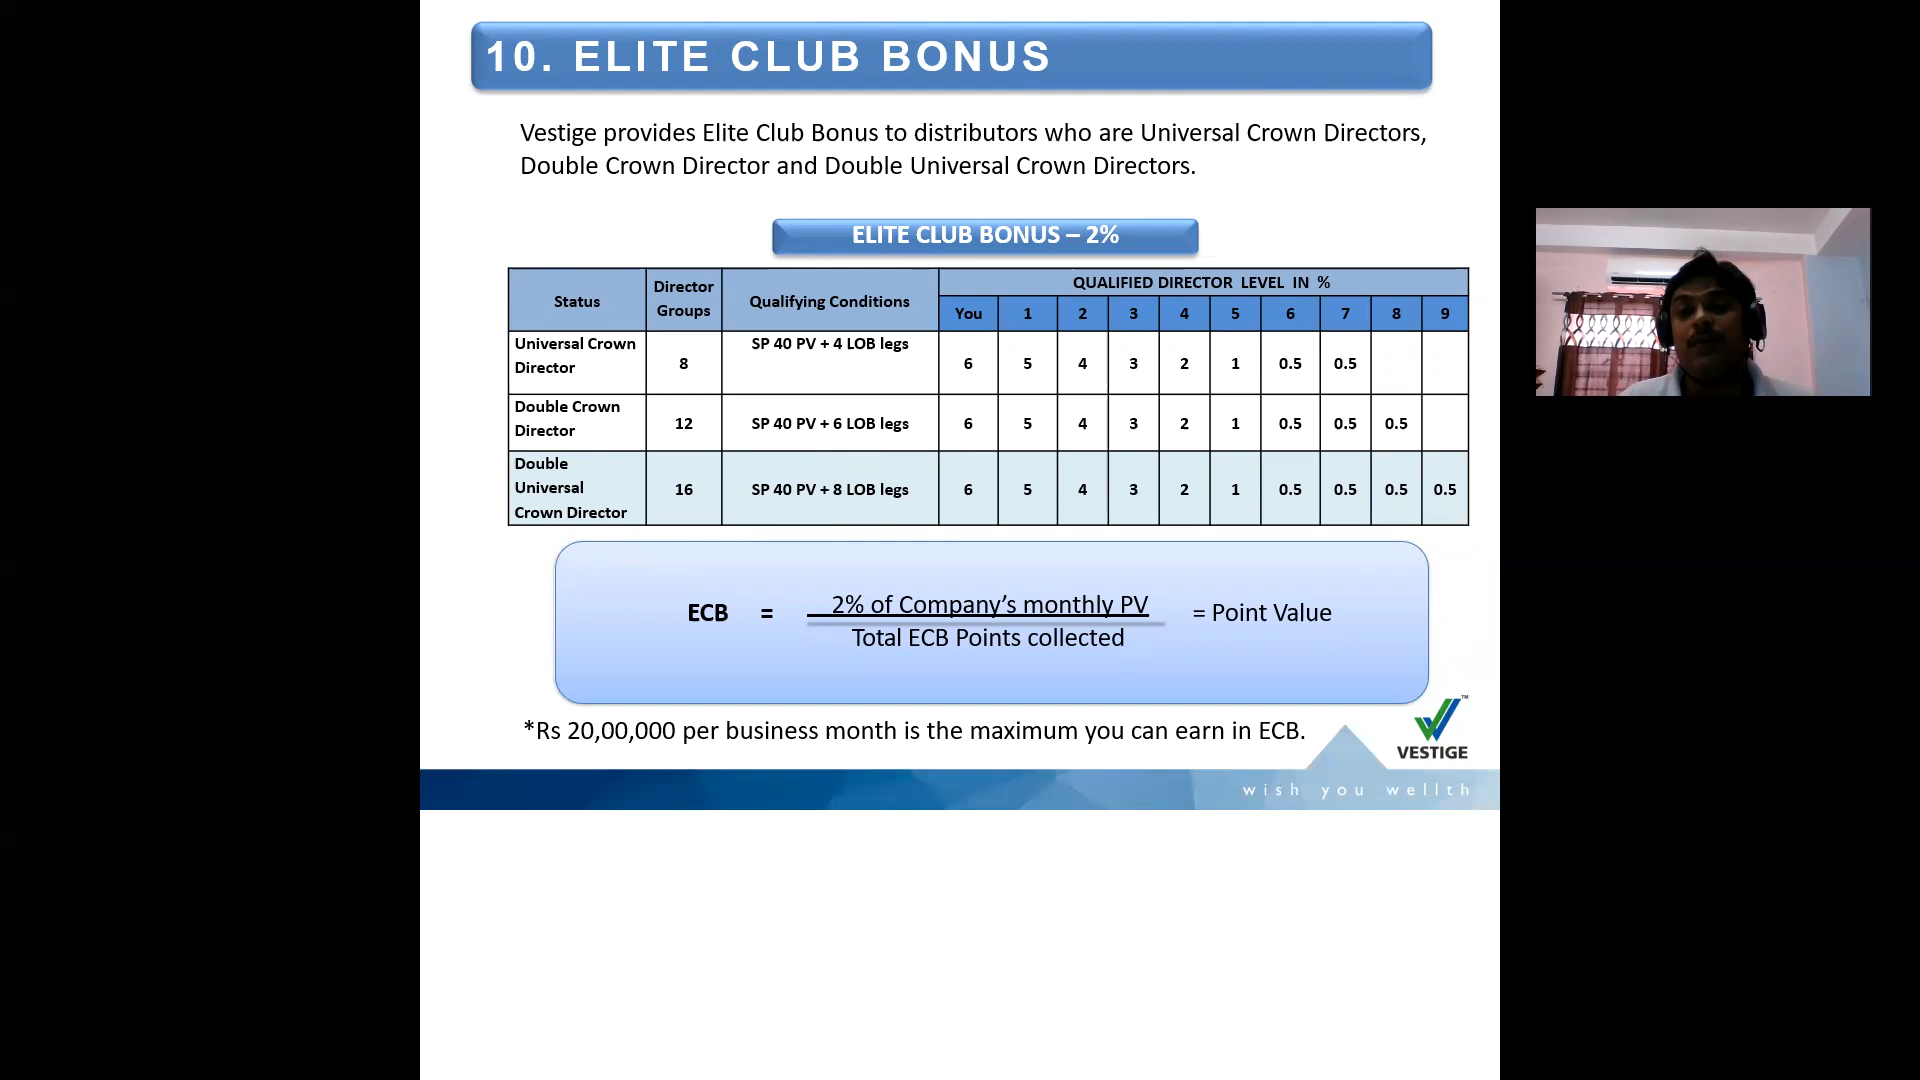 10. ELITE CLUB BONUS
Vestige provides Elite Club Bonus to distributors who are Universal Crown Directors,
Double Crown Director and Double Universal Crown Directors.
ELITE CLUB BONUS – 2%
Status Director Groups Qualifying Conditions QUALIFIED DIRECTOR LEVEL IN %
You 1 2 3 4 5 6 7 8 9
Universal Crown Director 8 SP 40 PV + 4 LOB legs 6 5 4 3 2 1 0.5 0.5
Double Crown Director 12 SP 40 PV + 6 LOB legs 6 5 4 3 2 1 0.5 0.5 0.5
Double Universal Crown Director 16 SP 40 PV + 8 LOB legs 6 5 4 3 2 1 0.5 0.5 0.5 0.5
ECB = 2% of Company’s monthly PV = Point Value
Total ECB Points collected
*Rs 20,00,000 per business month is the maximum you can earn in ECB.
VESTIGE™
wish you wellth